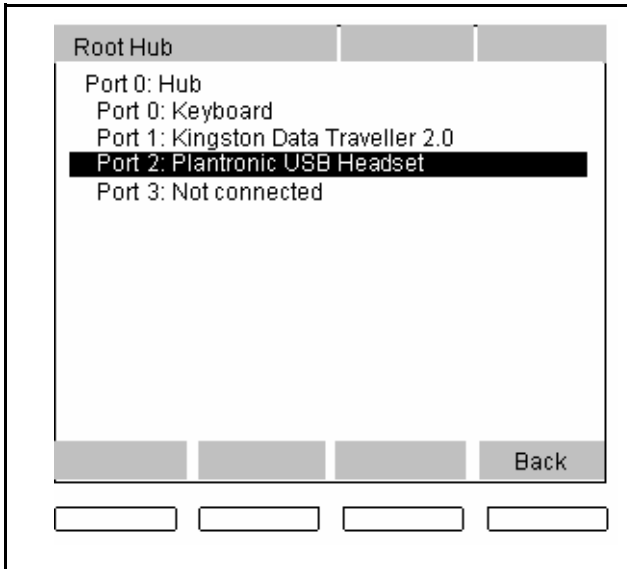 Root Hub
Port 0: Hub
Port 0: Keyboard
Port 1: Kingston Data Traveller 2.0
Port 2: Plantronic USB Headset
Port 3: Not connected
Back